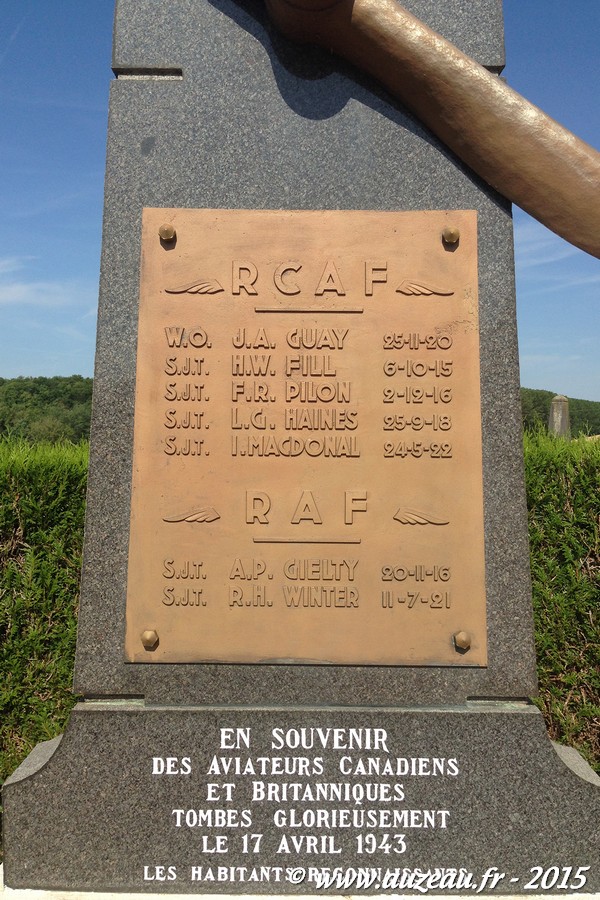 RCAF
W.O. J.A. GUAY 25-11-20
S.J.T. H.W. FILL 6-10-15
S.J.T. F.R. PILON 2-12-16
S.J.T. L.G. HAINES 25-9-18
S.J.T. I.MACDONAL 24-5-22
RAF
S.J.T. A.P. GIELTY 20-11-16
S.J.T. R.H. WINTER 11-7-21
EN SOUVENIR
DES AVIATEURS CANADIENS
ET BRITANNIQUES
TOMBES GLORIEUSEMENT
LE 17 AVRIL 1943
LES HABITANTS RECONNAISSANTS
© www.duzeau.fr - 2015